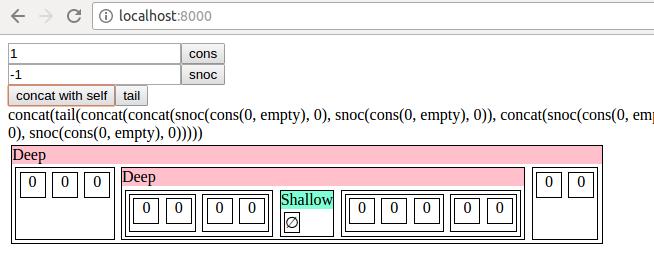 localhost:8000
1 cons
-1 snoc
concat with self tail
concat(tail(concat(concat(snoc(cons(0, empty), 0), snoc(cons(0, empty), 0)), concat(snoc(cons(0, em
0), snoc(cons(0, empty), 0)))))
Deep
0 0 0 Deep 0 0
0 0 0 0 Shallow 0 0 0 0 0
∅